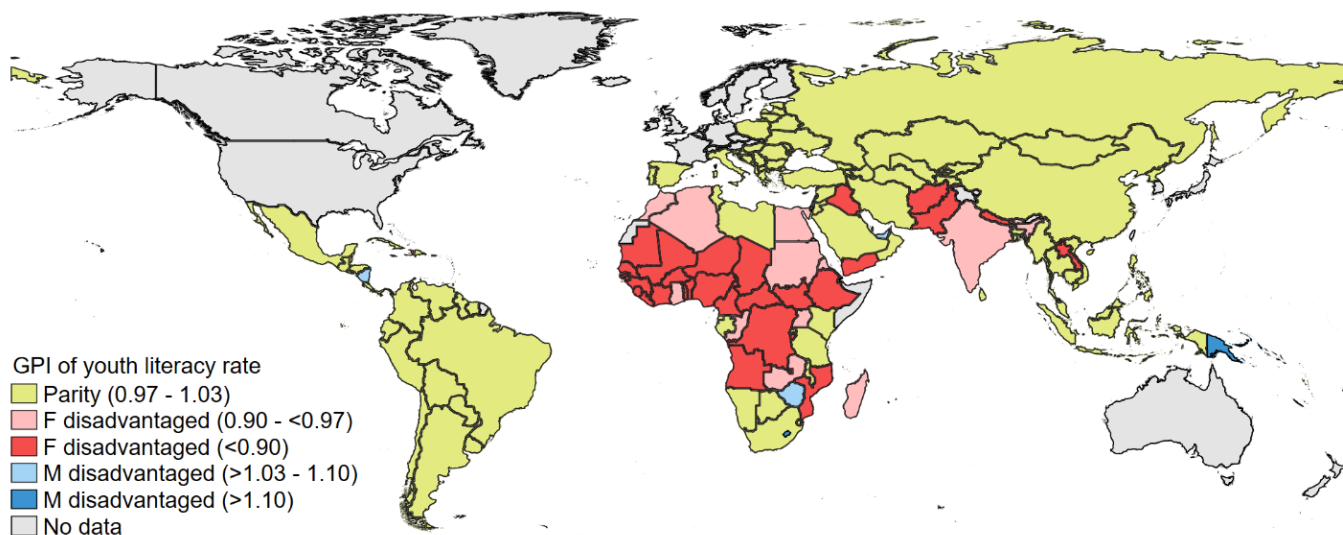 GPI of youth literacy rate
Parity (0.97 - 1.03)
F disadvantaged (0.90 - <0.97)
F disadvantaged (<0.90)
M disadvantaged (>1.03 - 1.10)
M disadvantaged (>1.10)
No data